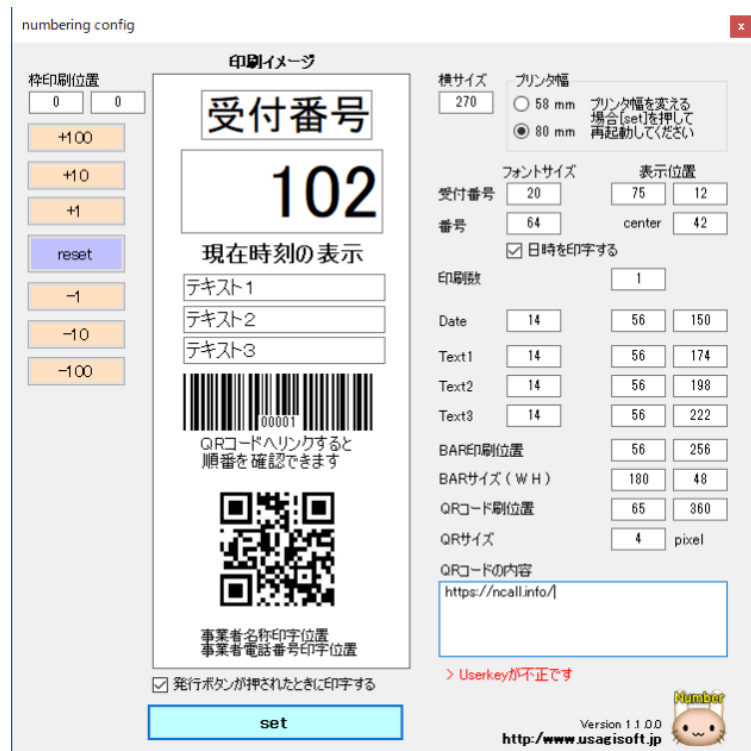 numbering config
x
印刷イメージ
枠印刷位置
0 0
+100
+10
+1
reset
-1
-10
-100
受付番号
102
現在時刻の表示
テキスト1
テキスト2
テキスト3
00001
QRコードへリンクすると
順番を確認できます
事業者名称印字位置
事業者電話番号印字位置
発行ボタンが押されたときに印字する
set
横サイズ プリンタ幅
270
58 mm
80 mm
プリンタ幅を変える
場合[set]を押して
再起動してください
フォントサイズ 表示位置
受付番号 20 75 12
番号 64 center 42
日時を印字する
印刷数 1
Date 14 56 150
Text1 14 56 174
Text2 14 56 198
Text3 14 56 222
BAR印刷位置 56 256
BARサイズ ( W H ) 180 48
QRコード刷位置 65 360
QRサイズ 4 pixel
QRコードの内容
https://ncall.info/
> Userkeyが不正です
Number
Version 1.1.0.0
http://www.usagisoft.jp